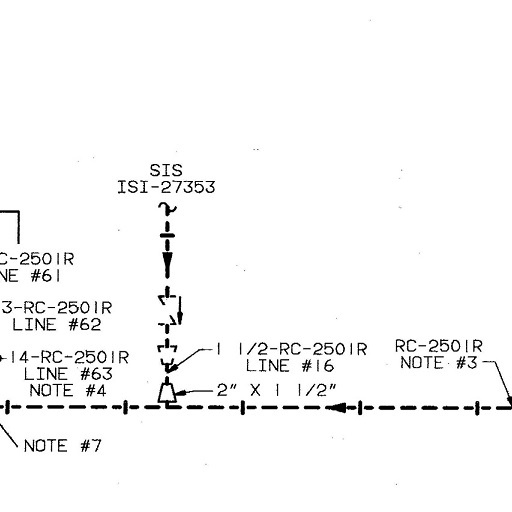 SIS
ISI-27353
C-2501R
NE #61
3-RC-2501R
LINE #62
14-RC-2501R
LINE #63
NOTE #4
1 1/2-RC-2501R
LINE #16
RC-2501R
NOTE #3
2" X 1 1/2"
NOTE #7